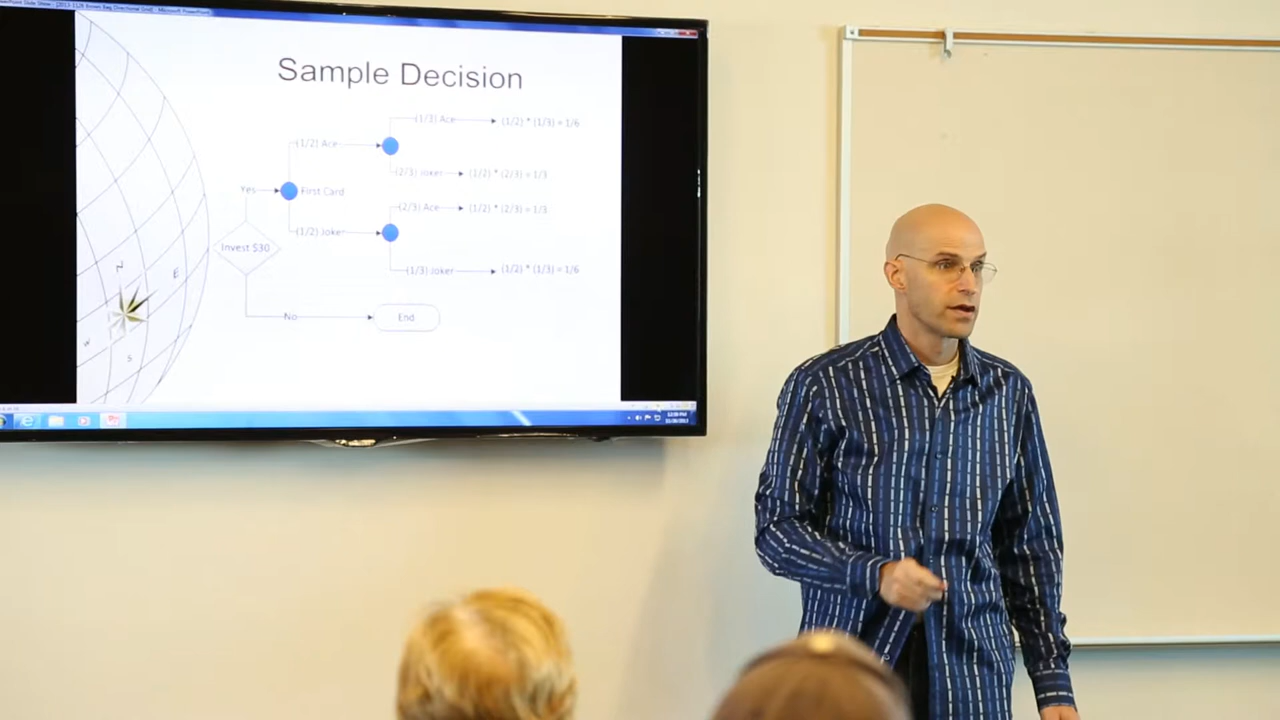 Sample Decision
(1/3) Ace
(1/2) * (1/3) = 1/6
(1/2) Ace
(2/3) Joker
(1/2) * (2/3) = 1/3
Yes
First Card
(2/3) Ace
(1/2) * (2/3) = 1/3
(1/2) Joker
Invest $30
(1/3) Joker
(1/2) * (1/3) = 1/6
N
E
No
End
W
S